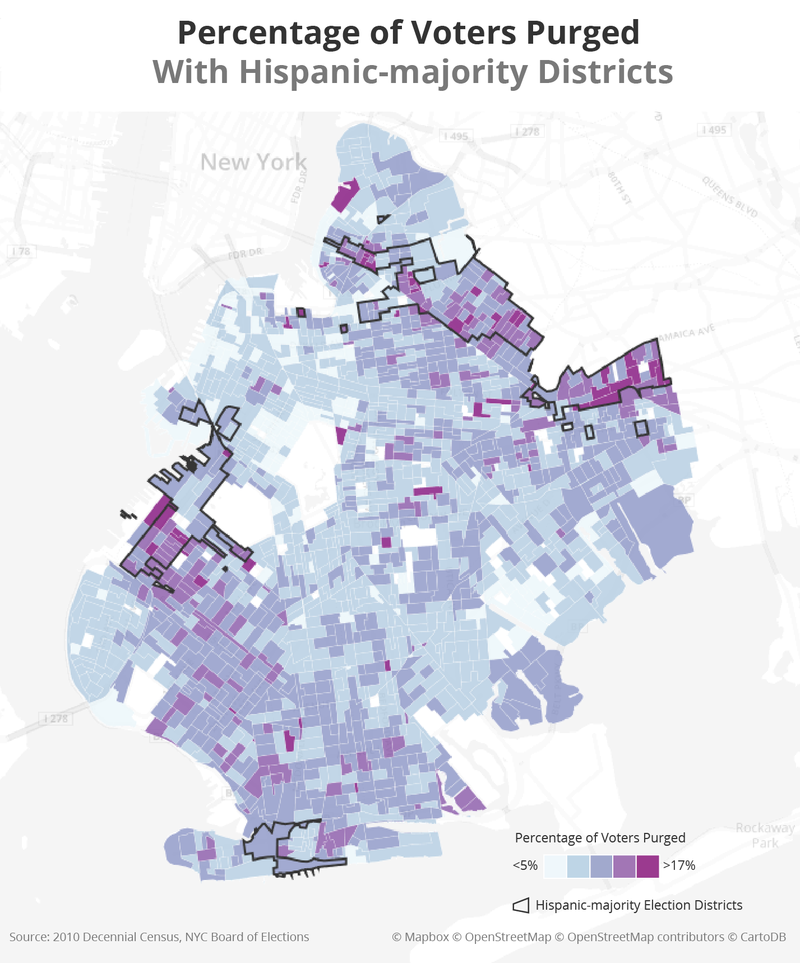 Percentage of Voters Purged
With Hispanic-majority Districts
I 495
I 278
I 495
New York
FDR DR
80TH ST
QUEENS BLVD
I 78
FDR DR
JAMAICA AVE
I 278
Percentage of Voters Purged
<5%
>17%
Rockaway
Park
Hispanic-majority Election Districts
Source: 2010 Decennial Census, NYC Board of Elections
© Mapbox © OpenStreetMap © OpenStreetMap contributors © CartoDB